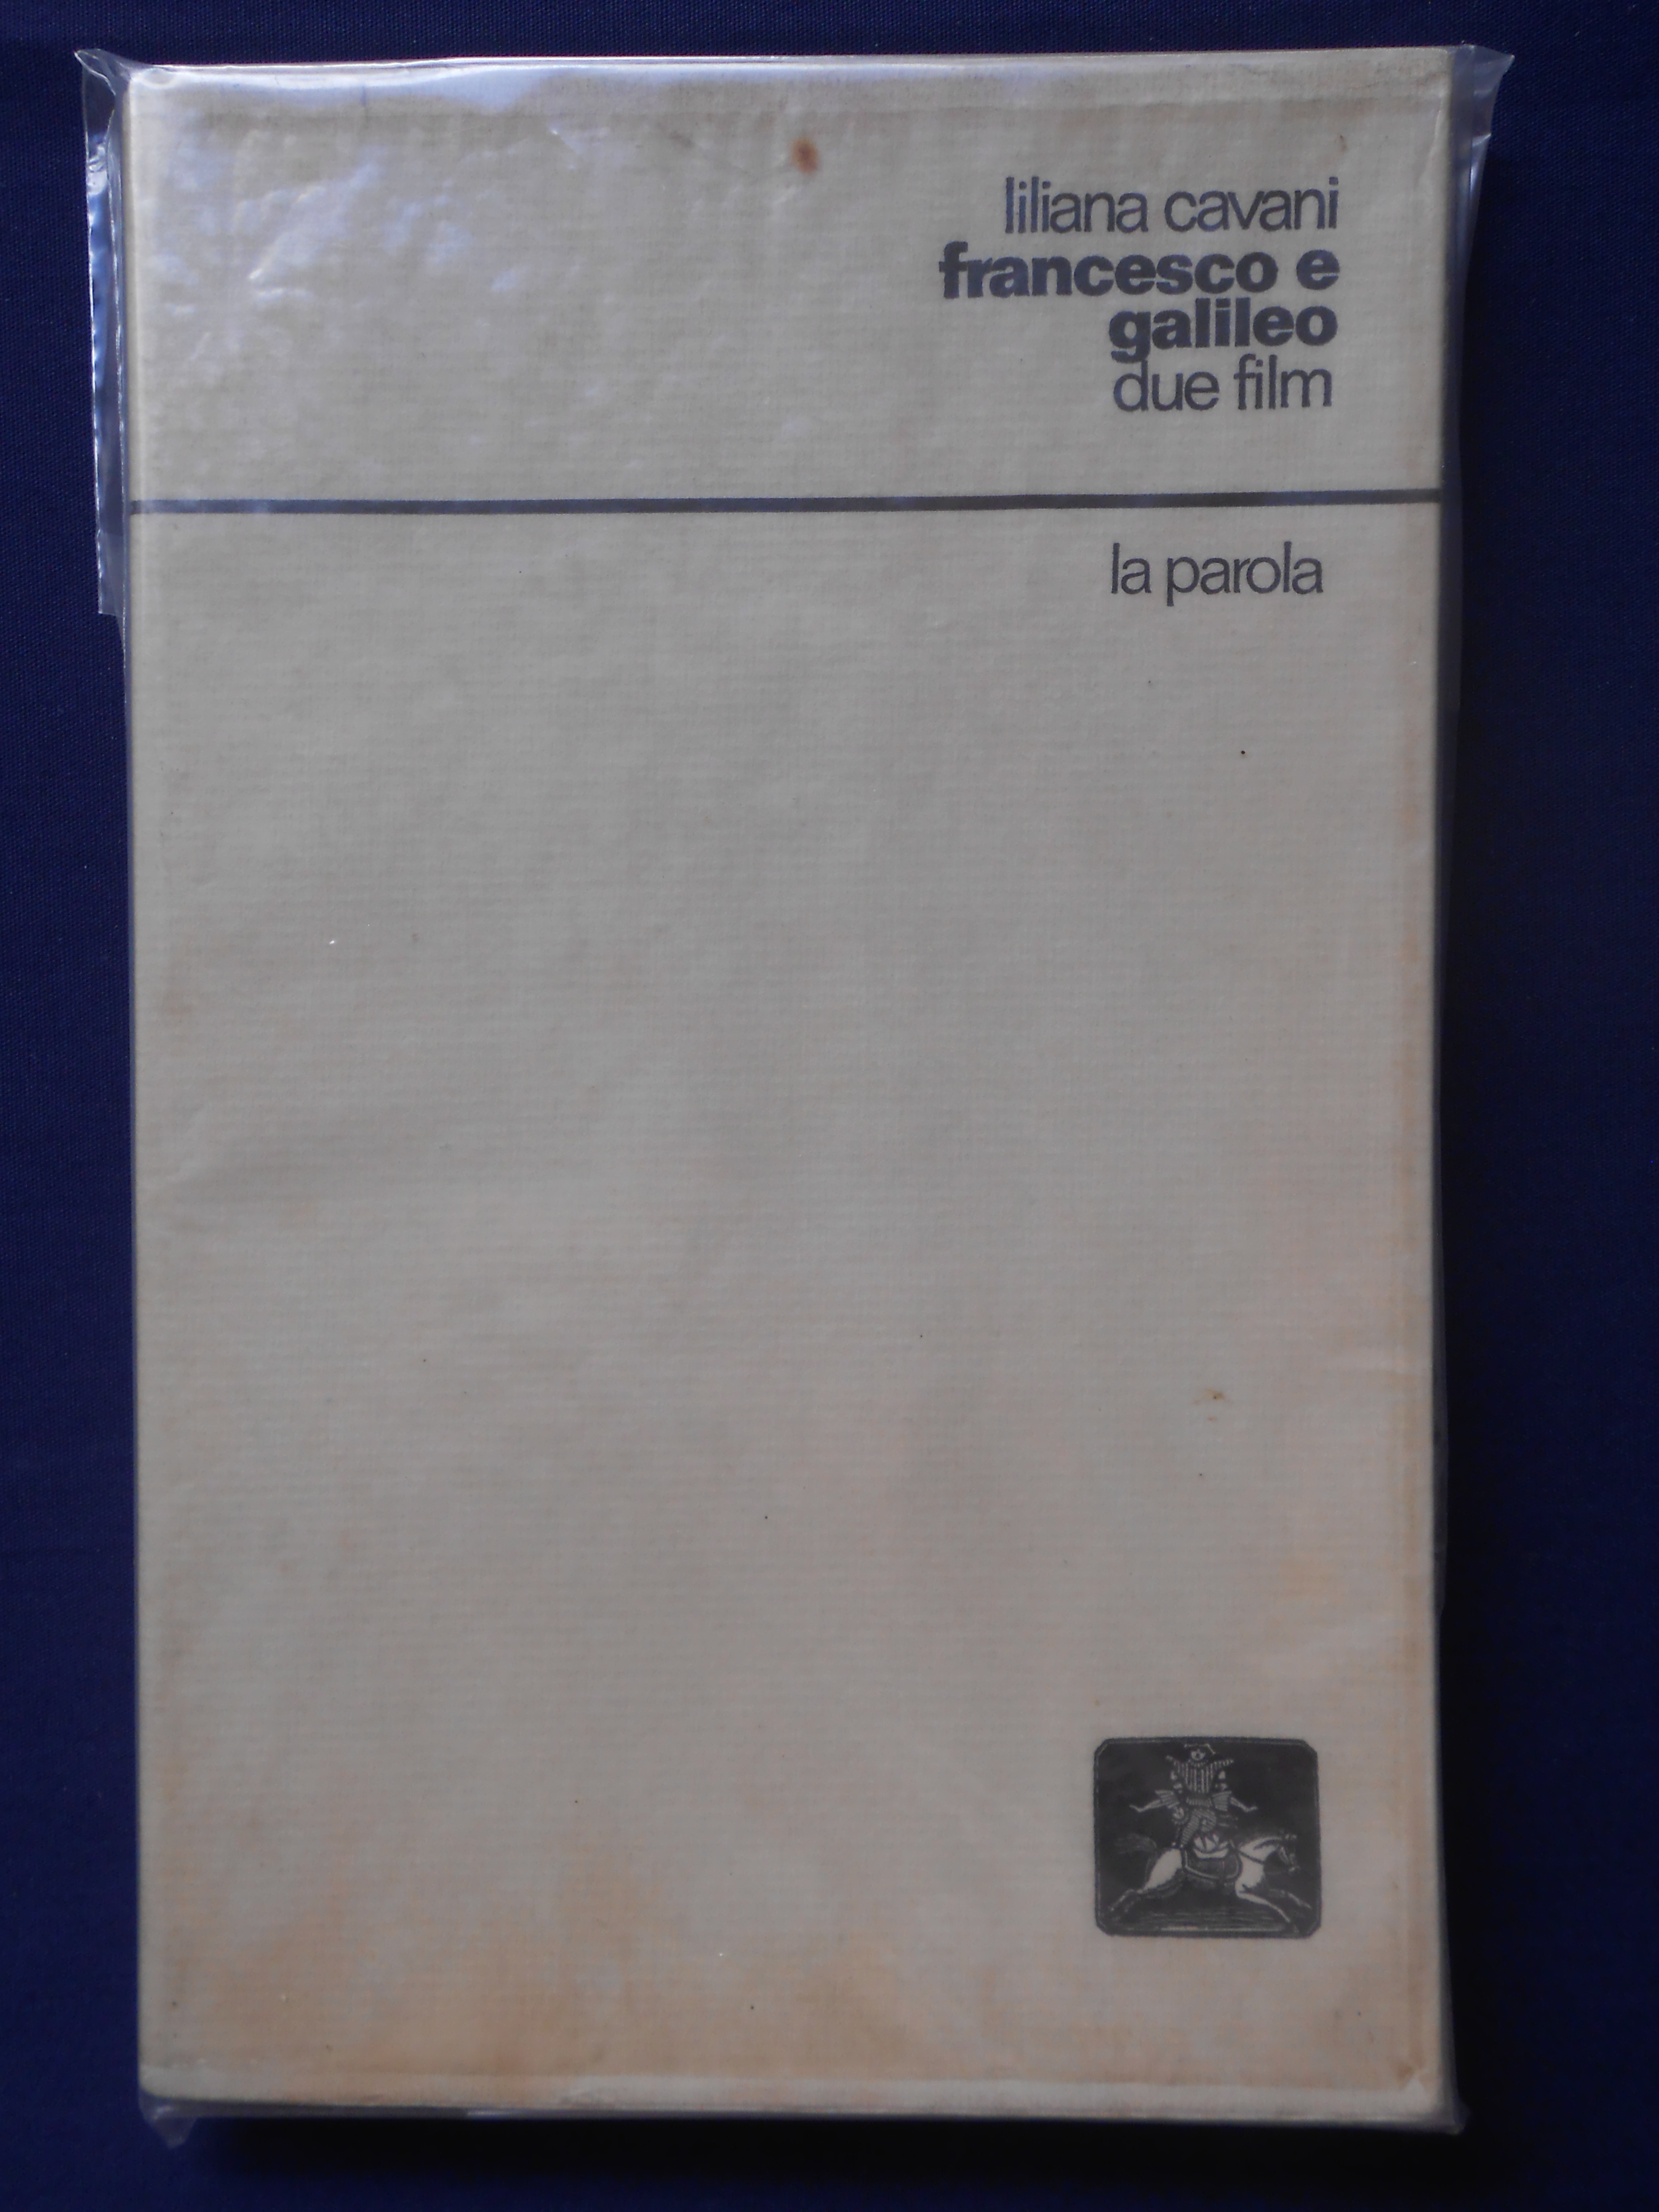 liliana cavani
francesco e
galileo
due film
la parola